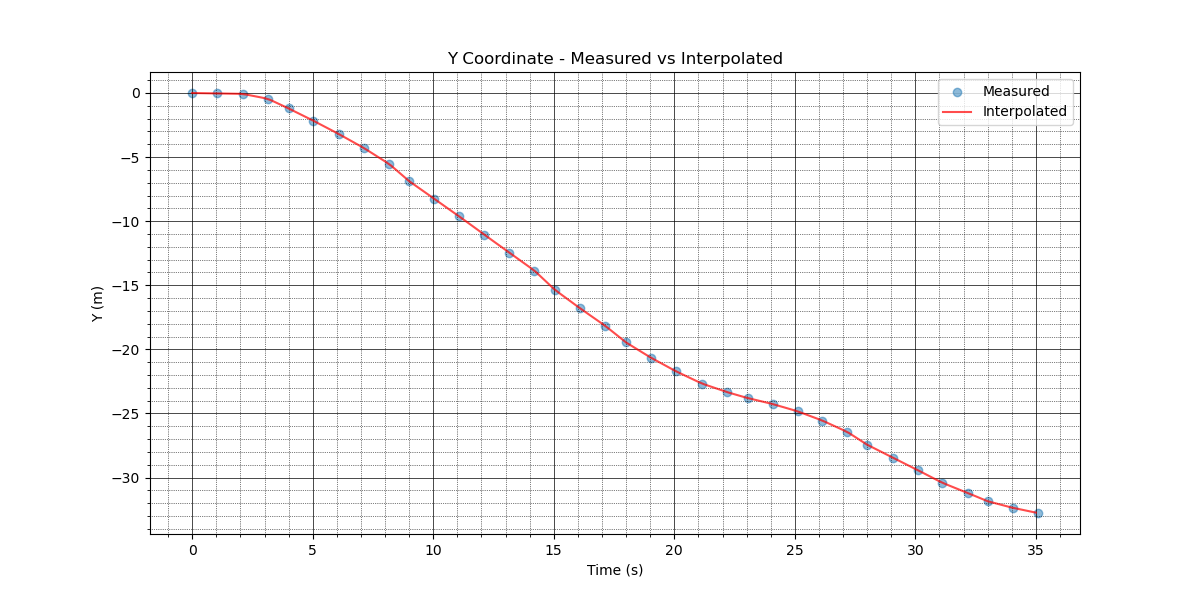 Y Coordinate - Measured vs Interpolated
Measured
Interpolated
Y (m)
0
−5
−10
−15
−20
−25
−30
0 5 10 15 20 25 30 35
Time (s)